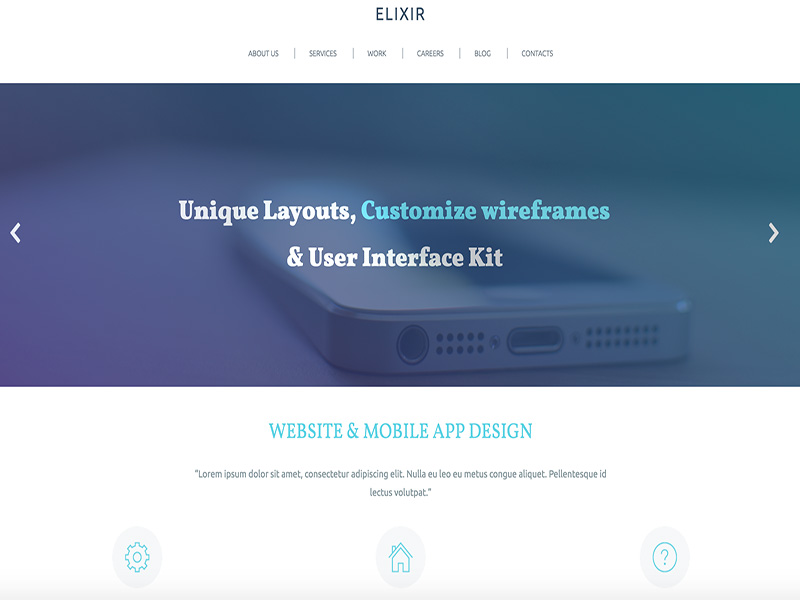 ELIXIR
ABOUT US
SERVICES
WORK
CAREERS
BLOG
CONTACTS
Unique Layouts, Customize wireframes
& User Interface Kit
WEBSITE & MOBILE APP DESIGN
“Lorem ipsum dolor sit amet, consectetur adipiscing elit. Nulla eu leo eu metus congue aliquet. Pellentesque id
lectus volutpat.”
?